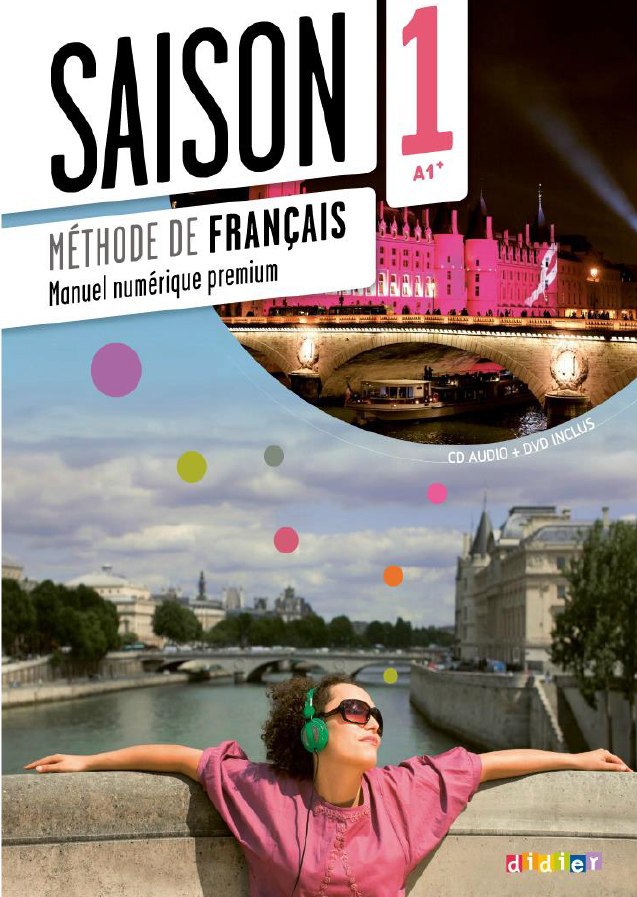 SAISON
1
A1+
MÉTHODE DE FRANÇAIS
Manuel numérique premium
CD AUDIO + DVD INCLUS
didier